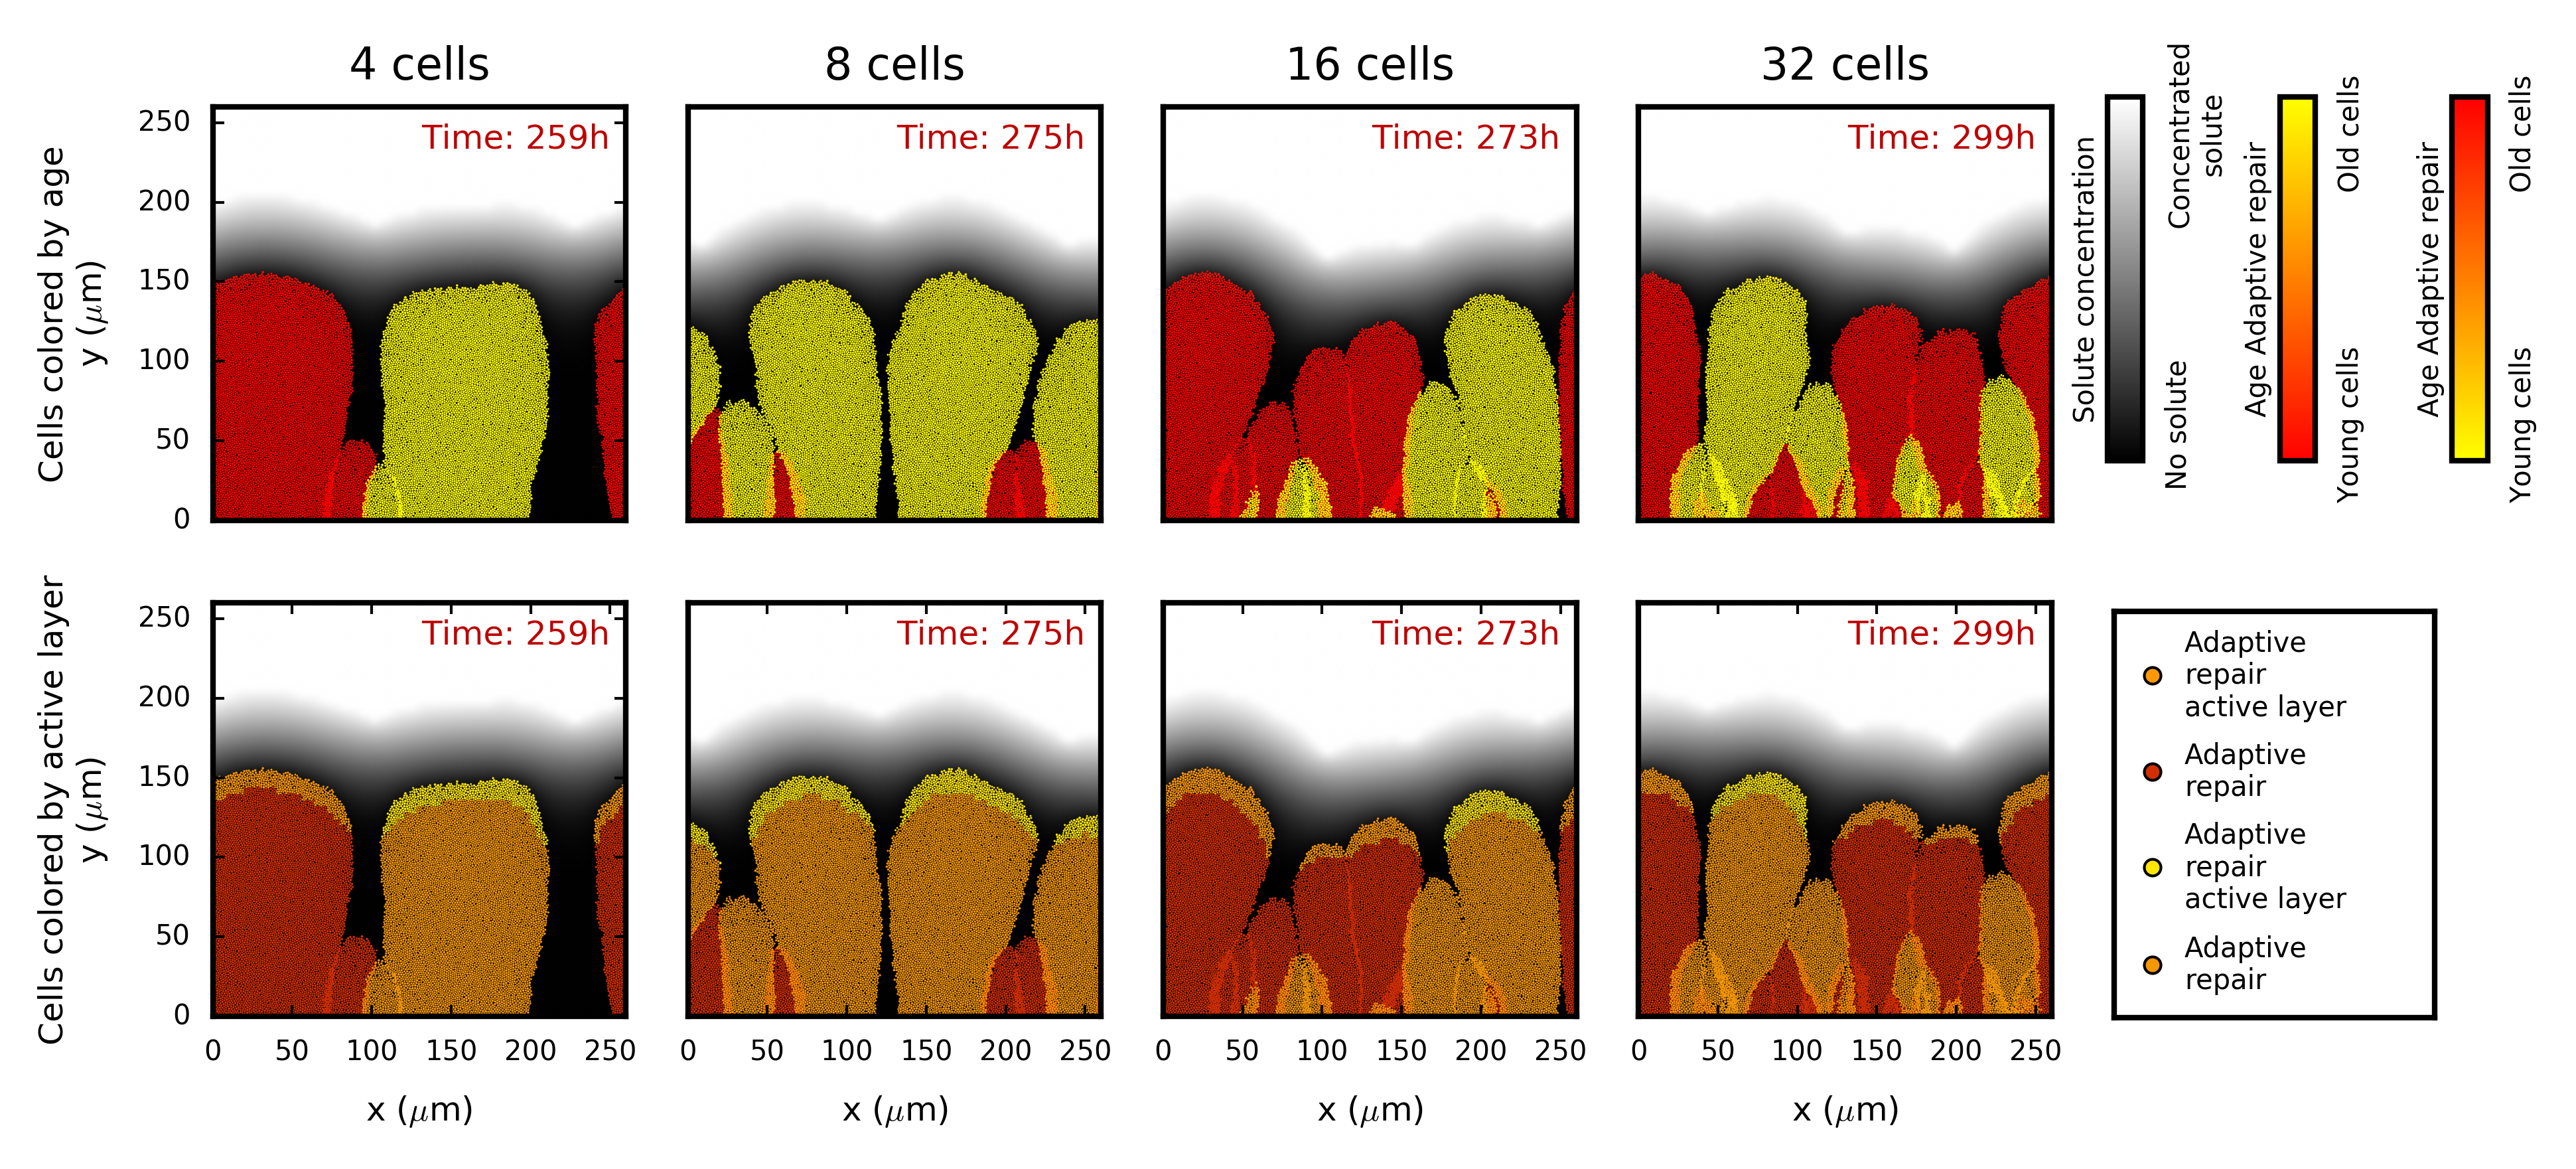 4 cells
8 cells
16 cells
32 cells
Cells colored by age
y (μm)
250
200
150
100
50
0
Time: 259h
Time: 275h
Time: 273h
Time: 299h
Solute concentration
No solute
Concentrated
solute
Age Adaptive repair
Young cells
Old cells
Age Adaptive repair
Young cells
Old cells
Cells colored by active layer
y (μm)
250
200
150
100
50
0
Time: 259h
Time: 275h
Time: 273h
Time: 299h
0 50 100 150 200 250
0 50 100 150 200 250
0 50 100 150 200 250
0 50 100 150 200 250
x (μm)
x (μm)
x (μm)
x (μm)
Adaptive
repair
active layer
Adaptive
repair
Adaptive
repair
active layer
Adaptive
repair